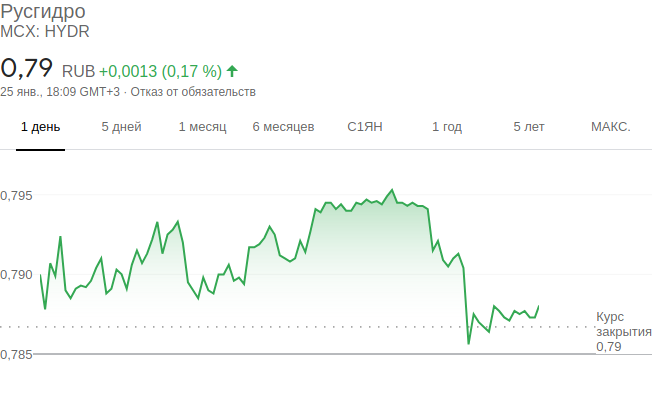 Русгидро
MCX: HYDR
0,79 RUB +0,0013 (0,17 %)
25 янв., 18:09 GMT+3 · Отказ от обязательств
1 день 5 дней 1 месяц 6 месяцев С1ЯН 1 год 5 лет МАКС.
0,795
0,790
Курс
закрытия
0,79
0,785